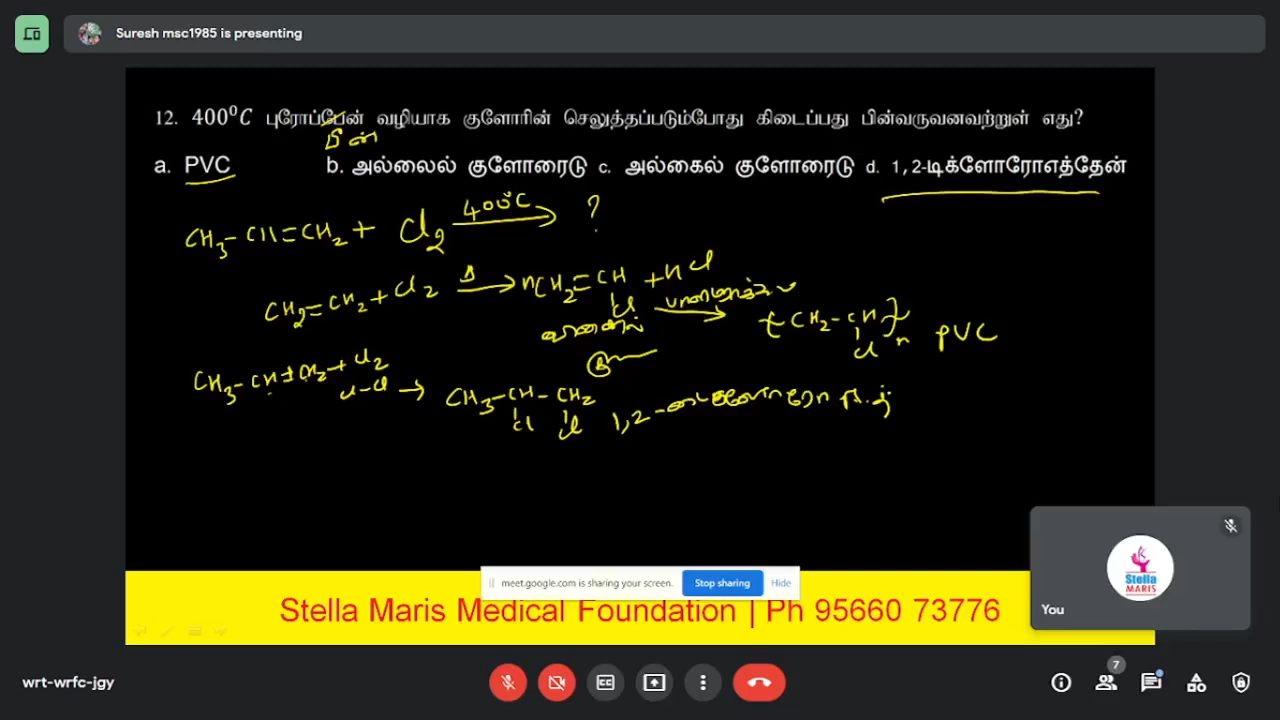 Suresh msc1985 is presenting
12. 400⁰C புரோப்பேன் வழியாக குளோரின் செலுத்தப்படும்போது கிடைப்பது பின்வருவனவற்றுள் எது?
பீன்
a. PVC b. அல்லைல் குளோரைடு c. அல்கைல் குளோரைடு d. 1, 2-டிக்ளோரோஎத்தேன்
CH₃-CH=CH₂ + Cl₂ 400°C → ?
CH₂=CH₂ + Cl₂ Δ → nCH₂=CH + HCl
Cl
CH₂-CH n PVC
Cl
CH₃-CH=CH₂ + Cl₂
Cl-Cl → CH₃-CH-CH₂
Cl Cl 1,2-
meet.google.com is sharing your screen. Stop sharing Hide
Stella Maris Medical Foundation | Ph 95660 73776
Stella
MARIS
You
wrt-wrfc-jgy
7